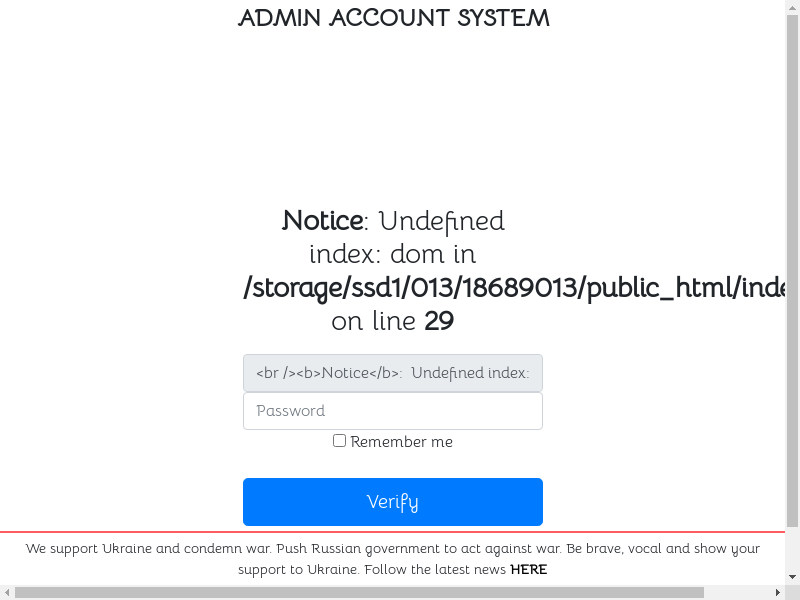 ADMIN ACCOUNT SYSTEM
Notice: Undefined
index: dom in
/storage/ssd1/013/18689013/public_html/inde
on line 29
<br /><b>Notice</b>:  Undefined index:
Password
Remember me
Verify
We support Ukraine and condemn war. Push Russian government to act against war. Be brave, vocal and show your
support to Ukraine. Follow the latest news HERE